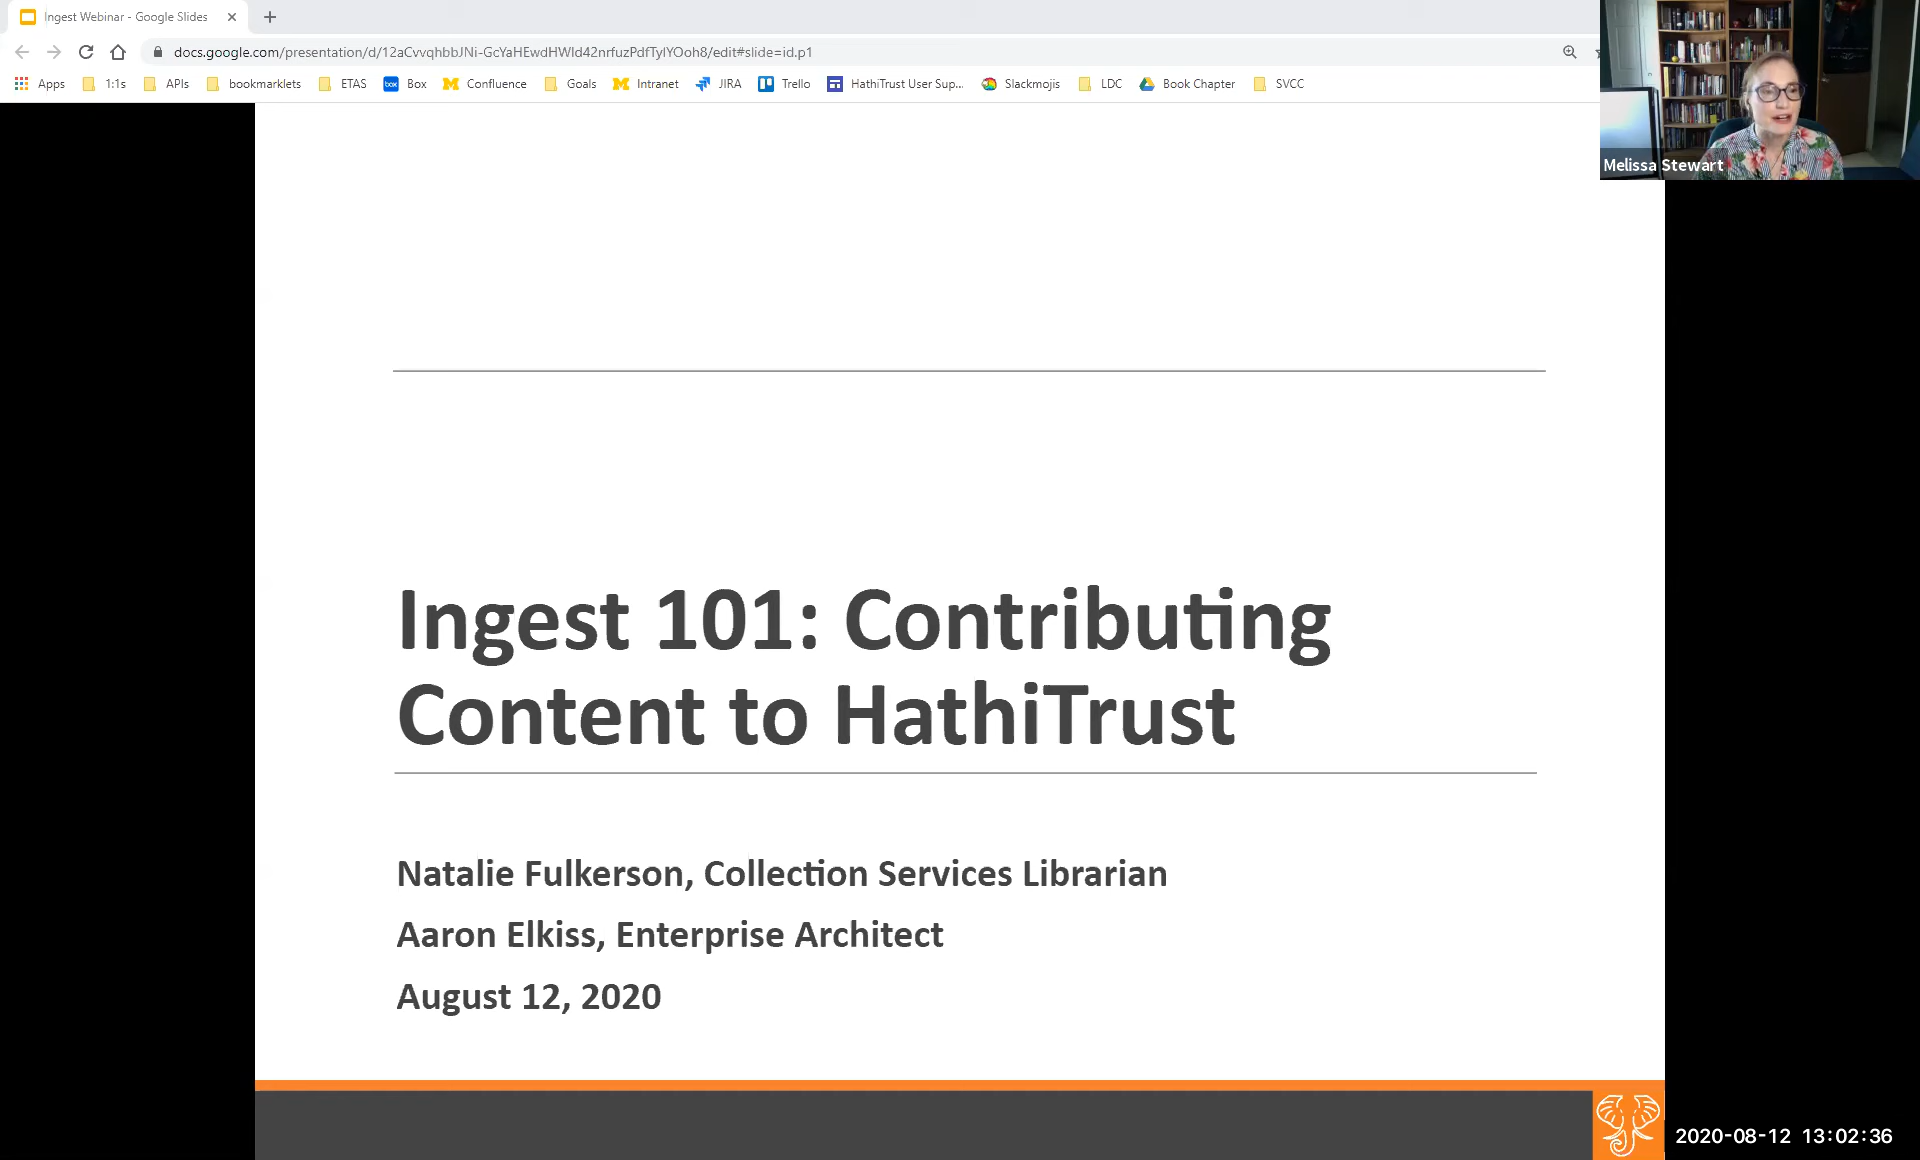 Ingest Webinar - Google Slides
docs.google.com/presentation/d/12aCvvqhbbJNi-GcYaHEwdHWId42nrfuzPdfTylYOoh8/edit#slide=id.p1
Apps 1:1s APIs bookmarklets ETAS box Box Confluence Goals Intranet JIRA Trello HathiTrust User Sup... Slackmojis LDC Book Chapter SVCC
Melissa Stewart
Ingest 101: Contributing
Content to HathiTrust
Natalie Fulkerson, Collection Services Librarian
Aaron Elkiss, Enterprise Architect
August 12, 2020
2020-08-12 13:02:36